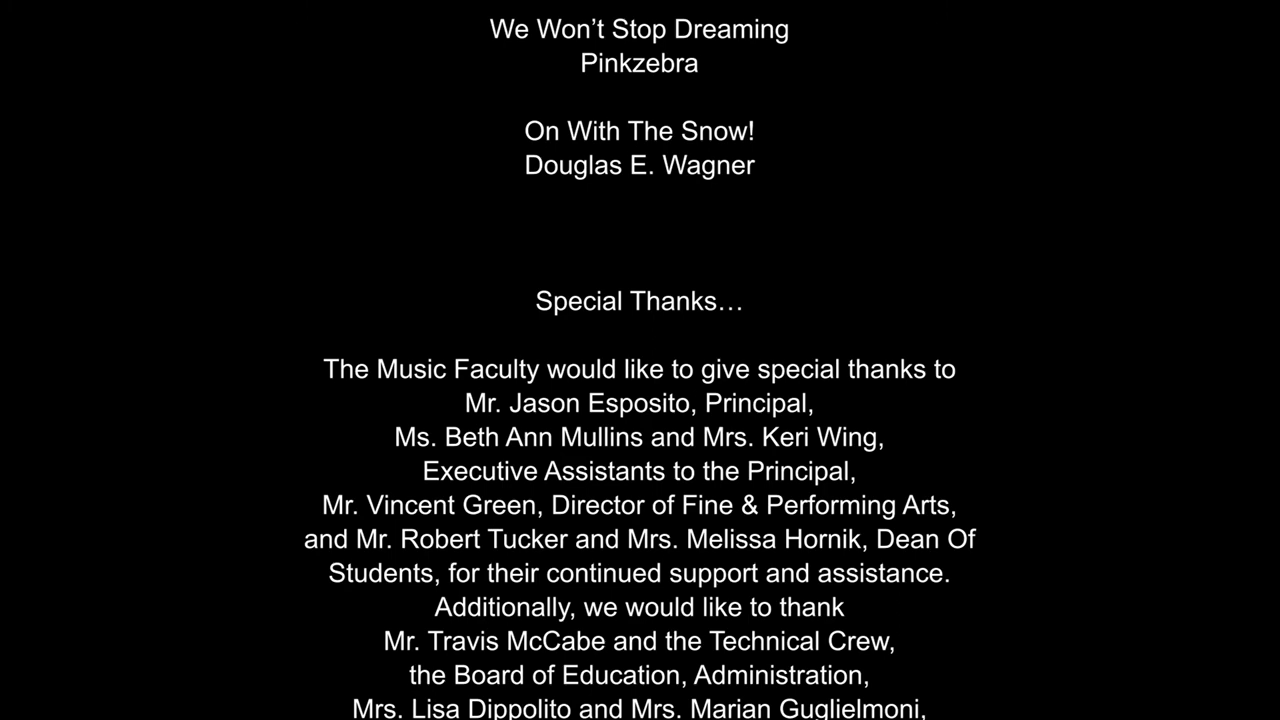 We Won’t Stop Dreaming
Pinkzebra
On With The Snow!
Douglas E. Wagner
Special Thanks…
The Music Faculty would like to give special thanks to
Mr. Jason Esposito, Principal,
Ms. Beth Ann Mullins and Mrs. Keri Wing,
Executive Assistants to the Principal,
Mr. Vincent Green, Director of Fine & Performing Arts,
and Mr. Robert Tucker and Mrs. Melissa Hornik, Dean Of
Students, for their continued support and assistance.
Additionally, we would like to thank
Mr. Travis McCabe and the Technical Crew,
the Board of Education, Administration,
Mrs. Lisa Dippolito and Mrs. Marian Guglielmoni,